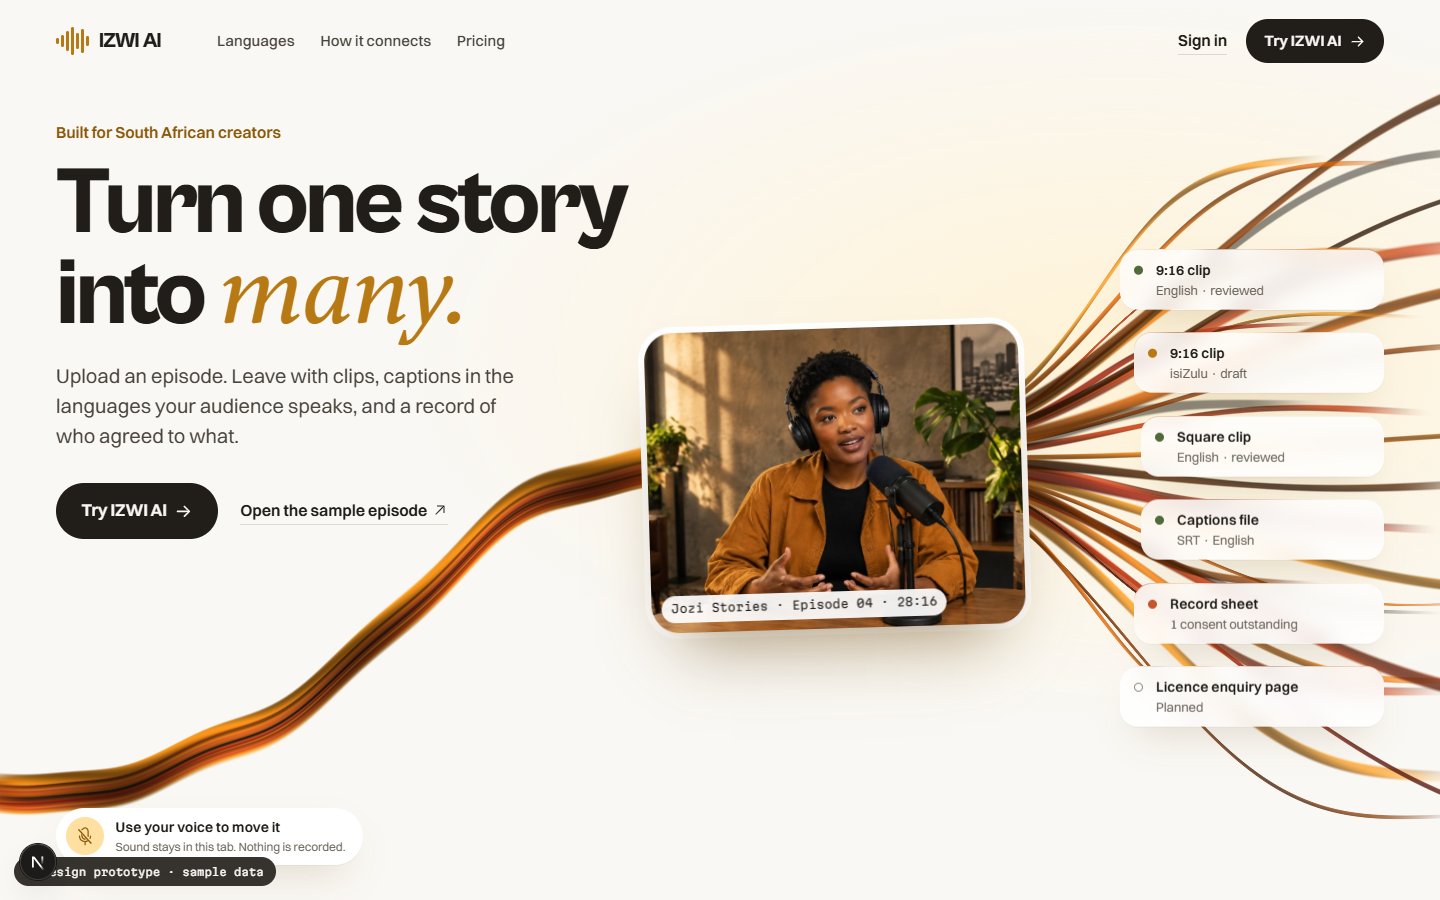 IZWI AI
Languages
How it connects
Pricing
Sign in
Try IZWI AI →
Built for South African creators
Turn one story
into many.
Upload an episode. Leave with clips, captions in the
languages your audience speaks, and a record of
who agreed to what.
Try IZWI AI →
Open the sample episode ↗
Jozi Stories · Episode 04 · 28:16
9:16 clip
English · reviewed
9:16 clip
isiZulu · draft
Square clip
English · reviewed
Captions file
SRT · English
Record sheet
1 consent outstanding
Licence enquiry page
Planned
Use your voice to move it
Sound stays in this tab. Nothing is recorded.
N
prototype · sample data